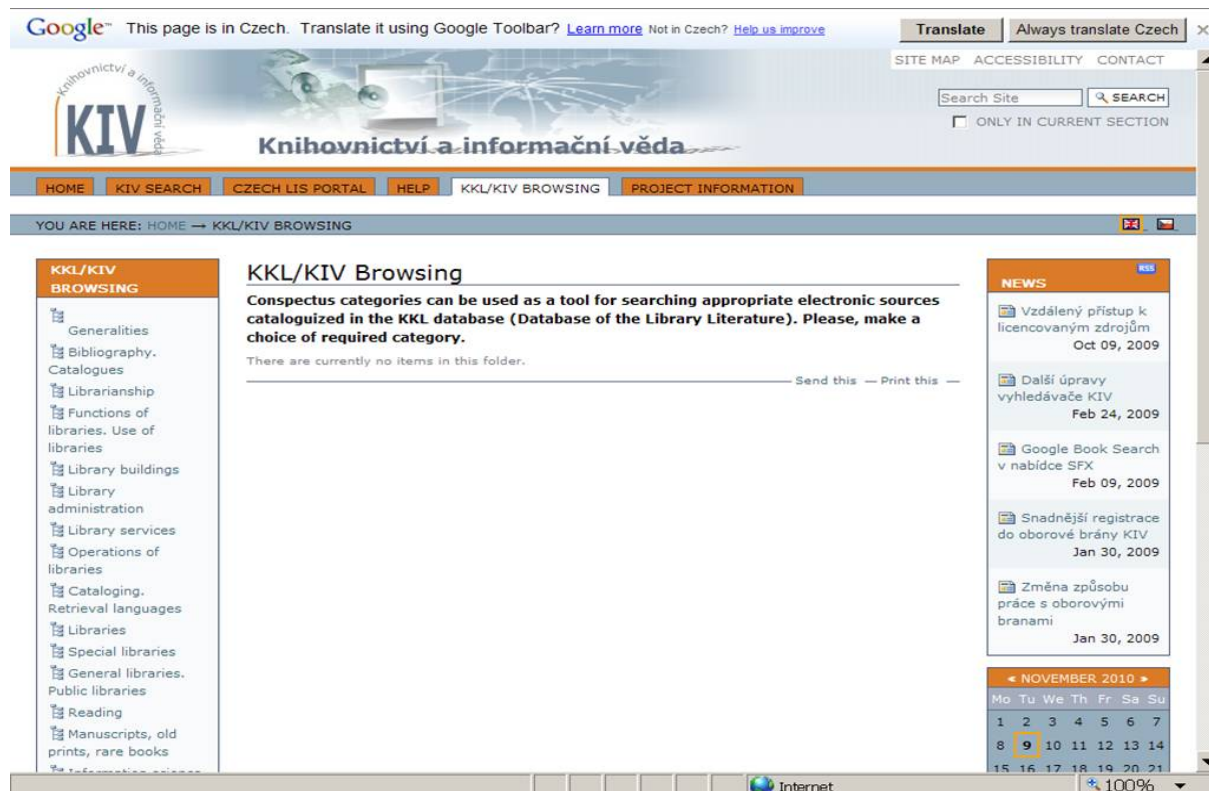 Google™ This page is in Czech. Translate it using Google Toolbar? Learn more Not in Czech? Help us improve Translate Always translate Czech
SITE MAP ACCESSIBILITY CONTACT
Knihovnictví a informační věda
KIV
Search Site SEARCH
ONLY IN CURRENT SECTION
Knihovnictví a informační věda
HOME KIV SEARCH CZECH LIS PORTAL HELP KKL/KIV BROWSING PROJECT INFORMATION
YOU ARE HERE: HOME → KKL/KIV BROWSING
KKL/KIV
BROWSING
Generalities
Bibliography.
Catalogues
Librarianship
Functions of
libraries. Use of
libraries
Library buildings
Library
administration
Library services
Operations of
libraries
Cataloging.
Retrieval languages
Libraries
Special libraries
General libraries.
Public libraries
Reading
Manuscripts, old
prints, rare books
Information science
KKL/KIV Browsing
Conspectus categories can be used as a tool for searching appropriate electronic sources
cataloguized in the KKL database (Database of the Library Literature). Please, make a
choice of required category.
There are currently no items in this folder.
Send this — Print this —
RSS
NEWS
Vzdálený přístup k
licencovaným zdrojům
Oct 09, 2009
Další úpravy
vyhledávače KIV
Feb 24, 2009
Google Book Search
v nabídce SFX
Feb 09, 2009
Snadnější registrace
do oborové brány KIV
Jan 30, 2009
Změna způsobu
práce s oborovými
branami
Jan 30, 2009
« NOVEMBER 2010 »
Mo Tu We Th Fr Sa Su
1 2 3 4 5 6 7
8 9 10 11 12 13 14
15 16 17 18 19 20 21
Internet 100%